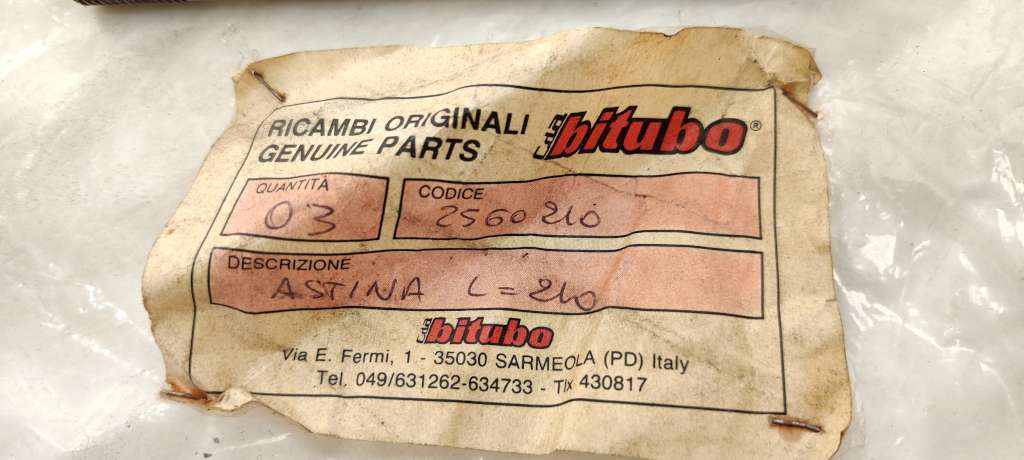 RICAMBI ORIGINALI
GENUINE PARTS
bitubo®
QUANTITÀ
03
CODICE
2560210
DESCRIZIONE
ASTINA L=210
bitubo
Via E. Fermi, 1 - 35030 SARMEOLA (PD) Italy
Tel. 049/631262-634733 - Tlx 430817